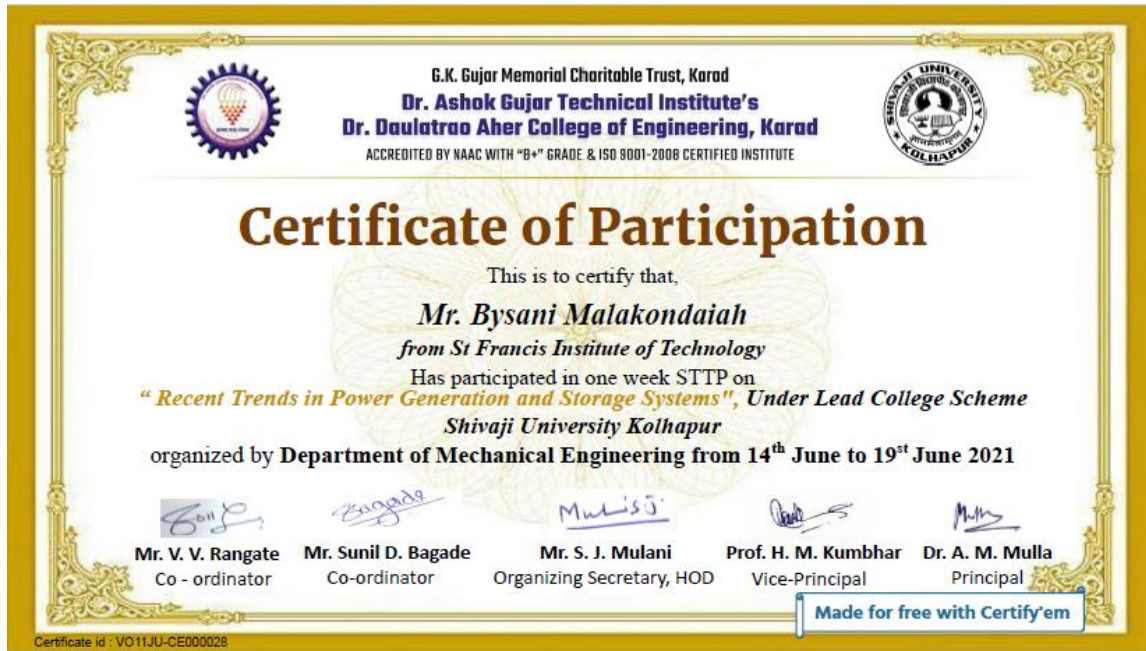 G.K. Gujar Memorial Charitable Trust, Karad
Dr. Ashok Gujar Technical Institute's
Dr. Daulatrao Aher College of Engineering, Karad
ACCREDITED BY NAAC WITH "B+" GRADE & ISO 9001-2008 CERTIFIED INSTITUTE
SHIVAJI UNIVERSITY
KOLHAPUR
Certificate of Participation
This is to certify that,
Mr. Bysani Malakondaiah
from St Francis Institute of Technology
Has participated in one week STTP on
“ Recent Trends in Power Generation and Storage Systems", Under Lead College Scheme
Shivaji University Kolhapur
organized by Department of Mechanical Engineering from 14th June to 19st June 2021
Bagade
Mulani S J.
Mr. V. V. Rangate
Co - ordinator
Mr. Sunil D. Bagade
Co-ordinator
Mr. S. J. Mulani
Organizing Secretary, HOD
Prof. H. M. Kumbhar
Vice-Principal
Dr. A. M. Mulla
Principal
Made for free with Certify'em
Certificate id : VO11JU-CE000028